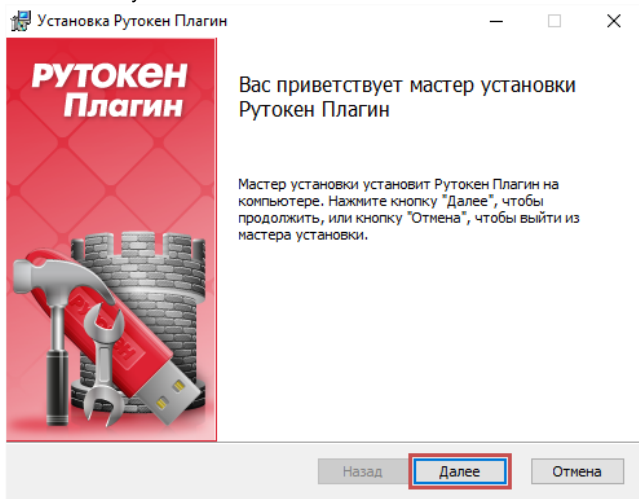 Установка Рутокен Плагин
рутокен
Плагин
Вас приветствует мастер установки
Рутокен Плагин
Мастер установки установит Рутокен Плагин на
компьютере. Нажмите кнопку "Далее", чтобы
продолжить, или кнопку "Отмена", чтобы выйти из
мастера установки.
Назад
Далее
Отмена